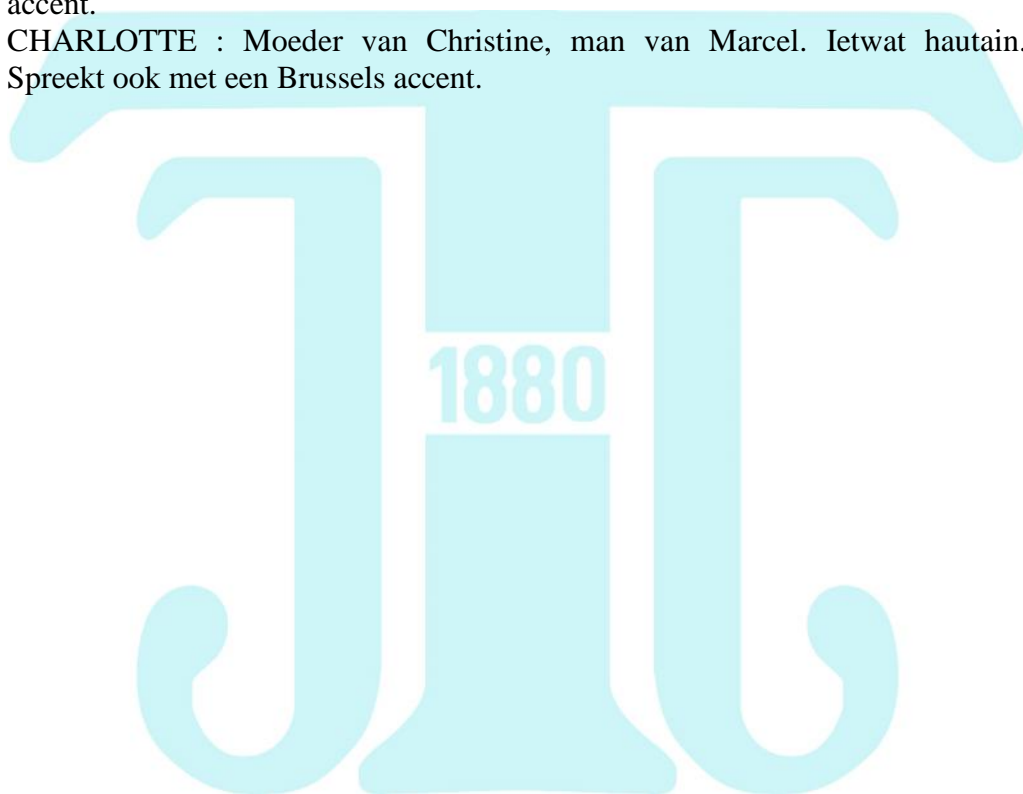 accent.
CHARLOTTE : Moeder van Christine, man van Marcel. Ietwat hautain.
Spreekt ook met een Brussels accent.
1880